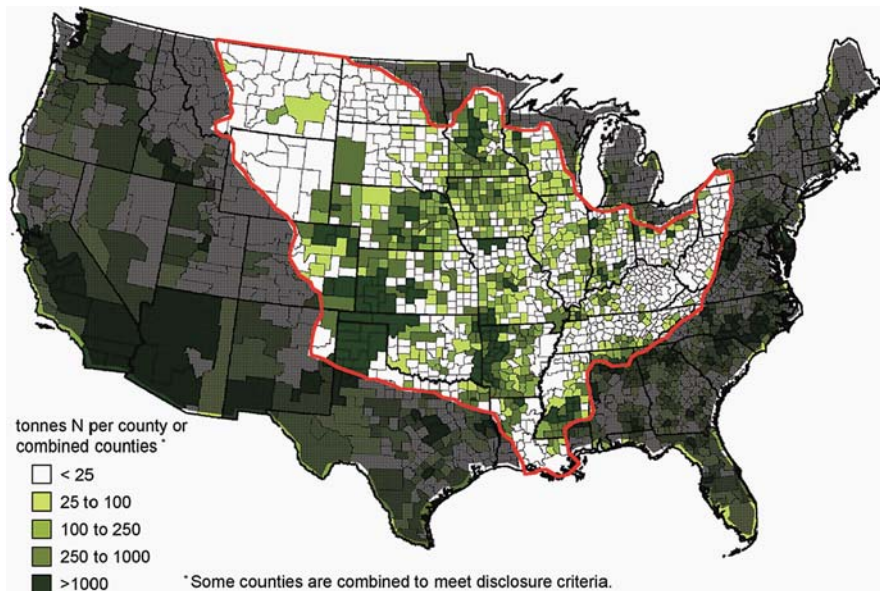 tonnes N per county or
combined counties *
< 25
25 to 100
100 to 250
250 to 1000
>1000
* Some counties are combined to meet disclosure criteria.